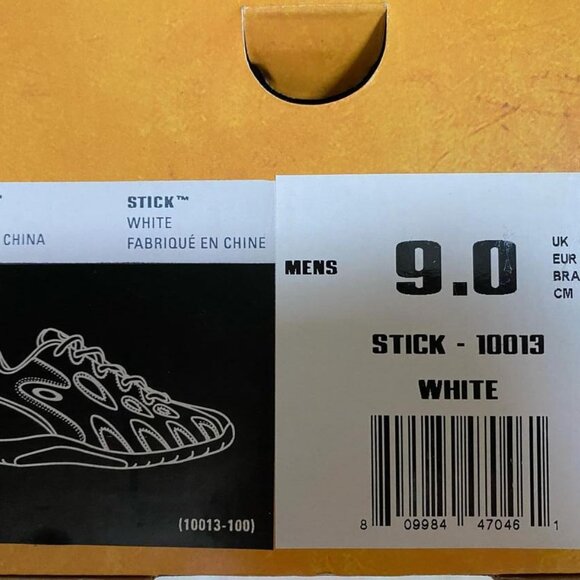 STICK™
WHITE
CHINA
FABRIQUÉ EN CHINE
(10013-100)
MENS
9.0
UK
EUR
BRA
CM
STICK - 10013
WHITE
8 09984 47046 1